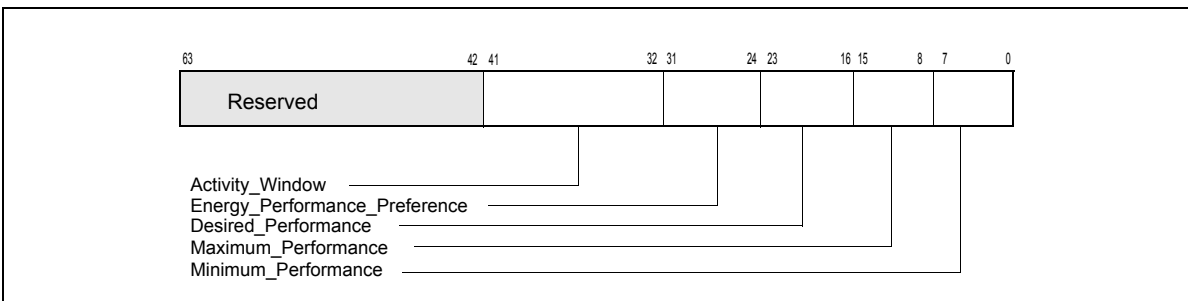 63 42 41 32 31 24 23 16 15 8 7 0
Reserved
Activity_Window
Energy_Performance_Preference
Desired_Performance
Maximum_Performance
Minimum_Performance